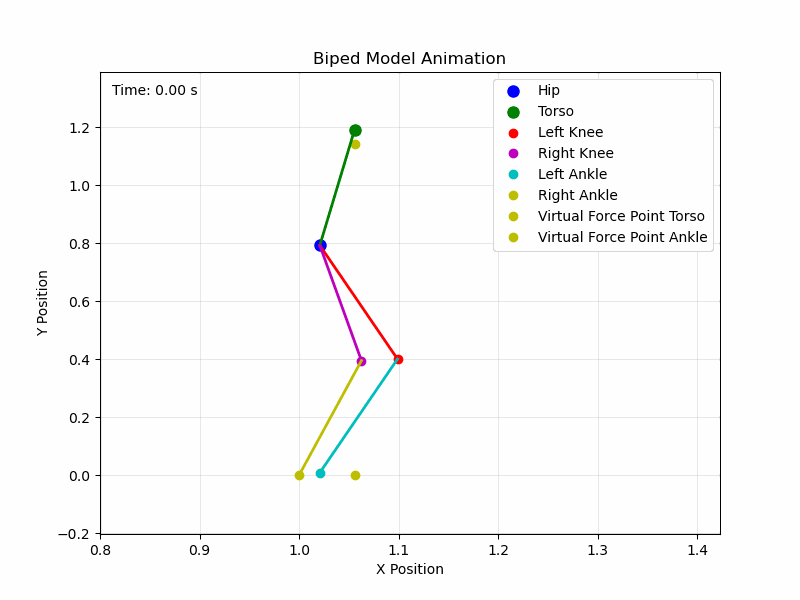 Biped Model Animation
Time: 0.00 s
Hip
Torso
Left Knee
Right Knee
Left Ankle
Right Ankle
Virtual Force Point Torso
Virtual Force Point Ankle
Y Position
1.2
1.0
0.8
0.6
0.4
0.2
0.0
−0.2
0.8 0.9 1.0 1.1 1.2 1.3 1.4
X Position